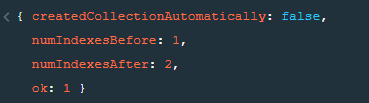 < { createdCollectionAutomatically: false,
numIndexesBefore: 1,
numIndexesAfter: 2,
ok: 1 }